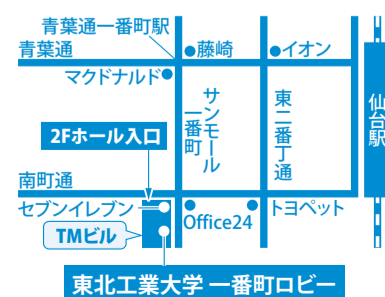 青葉通一番町駅
青葉通
藤崎
イオン
マクドナルド
サンモール
一番町
東二番丁通
仙台駅
2Fホール入口
南町通
セブンイレブン
Office24
トヨペット
TMビル
東北工業大学 一番町ロビー